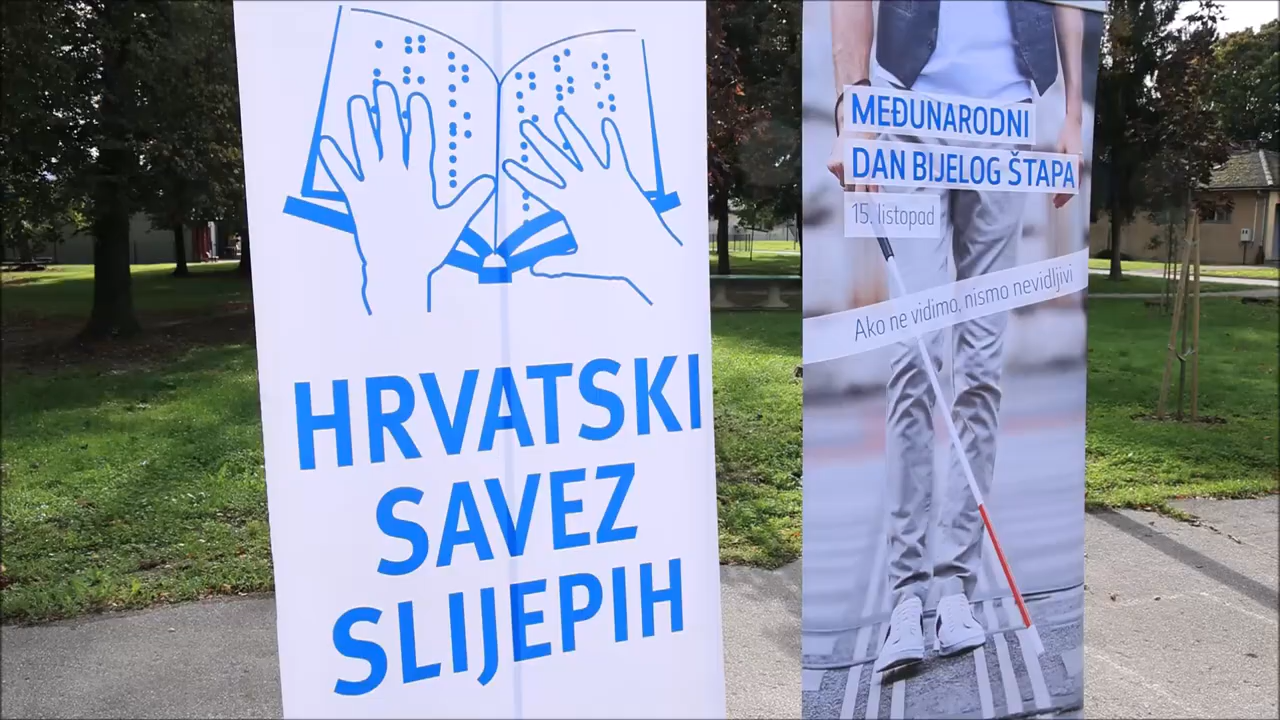 HRVATSKI
SAVEZ
SLIJEPIH
MEĐUNARODNI
DAN BIJELOG ŠTAPA
15. listopad
Ako ne vidimo, nismo nevidljivi